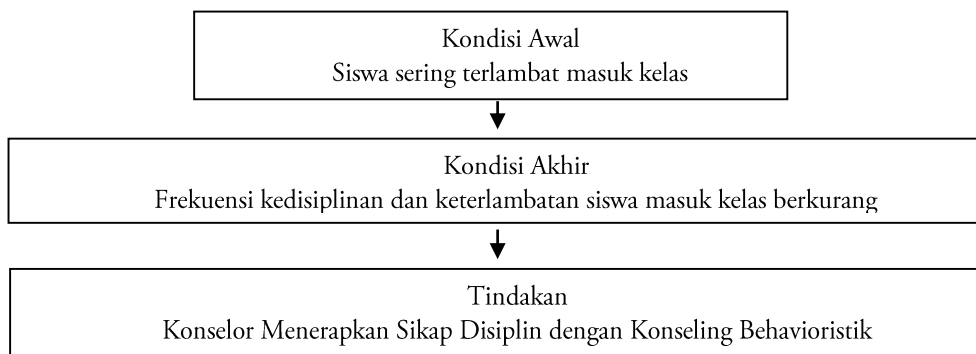 Kondisi Awal
Siswa sering terlambat masuk kelas
Kondisi Akhir
Frekuensi kedisiplinan dan keterlambatan siswa masuk kelas berkurang
Tindakan
Konselor Menerapkan Sikap Disiplin dengan Konseling Behavioristik